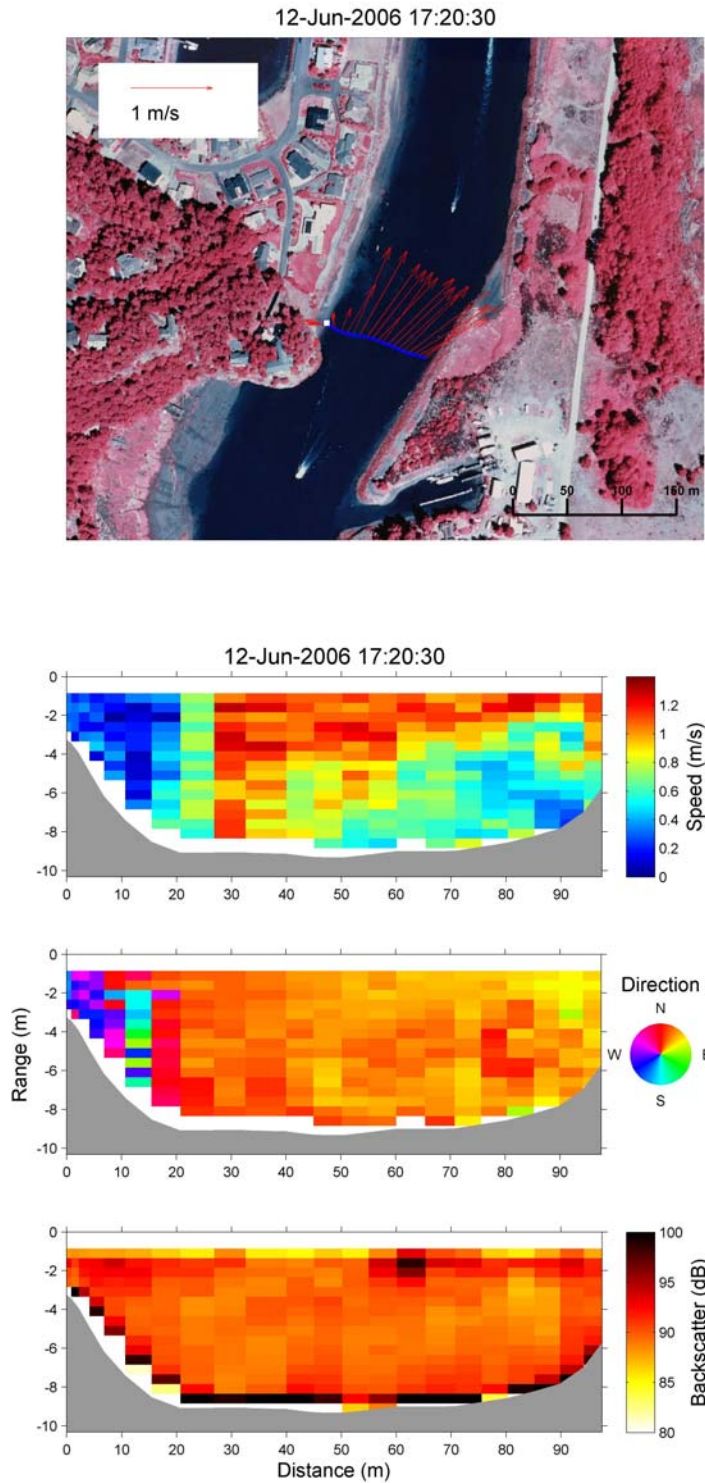 12-Jun-2006 17:20:30
1 m/s
0 50 100 150 m
12-Jun-2006 17:20:30
0
-2
-4
-6
-8
-10
0 10 20 30 40 50 60 70 80 90
1.2
1
0.8
0.6
0.4
0.2
0
Speed (m/s)
0
-2
-4
-6
-8
-10
0 10 20 30 40 50 60 70 80 90
Range (m)
Direction
N
W E
S
0
-2
-4
-6
-8
-10
0 10 20 30 40 50 60 70 80 90
Distance (m)
100
95
90
85
80
Backscatter (dB)